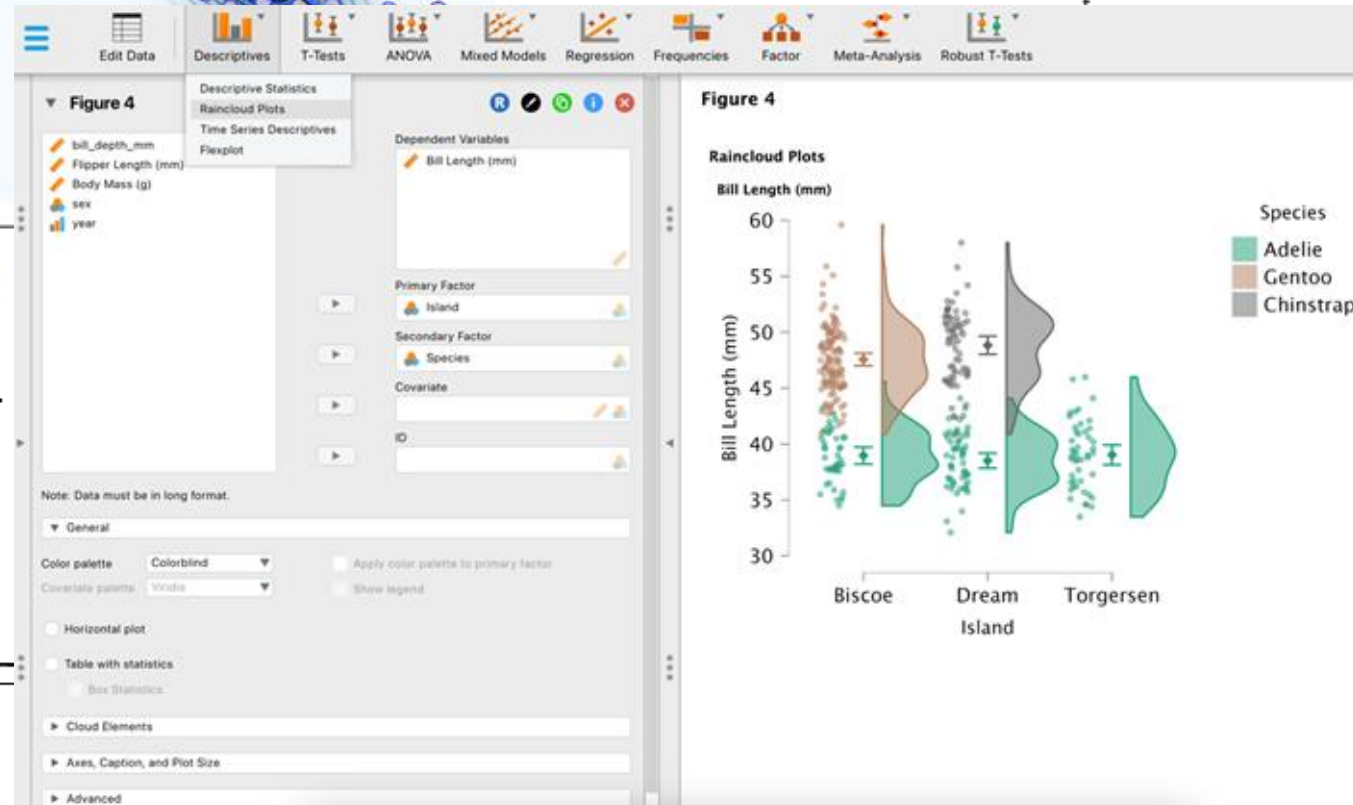 Edit Data
Descriptives
T-Tests
ANOVA
Mixed Models
Regression
Frequencies
Factor
Meta-Analysis
Robust T-Tests
Descriptive Statistics
Raincloud Plots
Time Series Descriptives
Flexplot
Figure 4
R
bill_depth_mm
Flipper Length (mm)
Body Mass (g)
sex
year
Dependent Variables
Bill Length (mm)
Primary Factor
Island
Secondary Factor
Species
Covariate
ID
Note: Data must be in long format.
General
Color palette
Colorblind
Apply color palette to primary factor
Covariate palette
Viridis
Show legend
Horizontal plot
Table with statistics
Box Statistics
Cloud Elements
Axes, Caption, and Plot Size
Advanced
Figure 4
Raincloud Plots
Bill Length (mm)
Bill Length (mm)
60
55
50
45
40
35
30
Biscoe
Dream
Torgersen
Island
Species
Adelie
Gentoo
Chinstrap